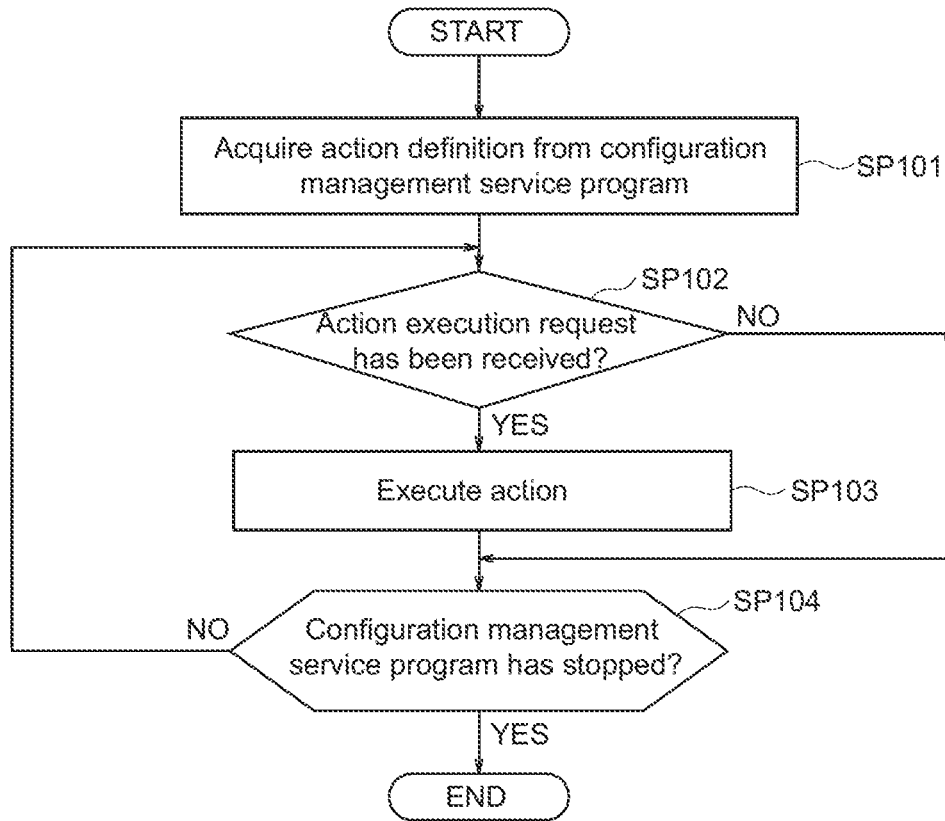 START
Acquire action definition from configuration
management service program
SP101
SP102
Action execution request
has been received?
NO
YES
Execute action
SP103
SP104
NO
Configuration management
service program has stopped?
YES
END